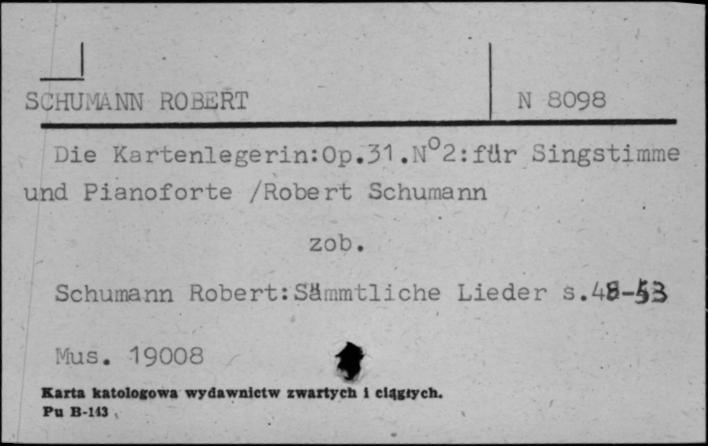 SCHUMANN ROBERT
N 8098
Die Kartenlegerin:Op.31.Nº2:für Singstimme
und Pianoforte /Robert Schumann
zob.
Schumann Robert:Sämmtliche Lieder s.48-53
Mus. 19008
Karta katologowa wydawnictw zwartych i ciągłych.
Pu B-143